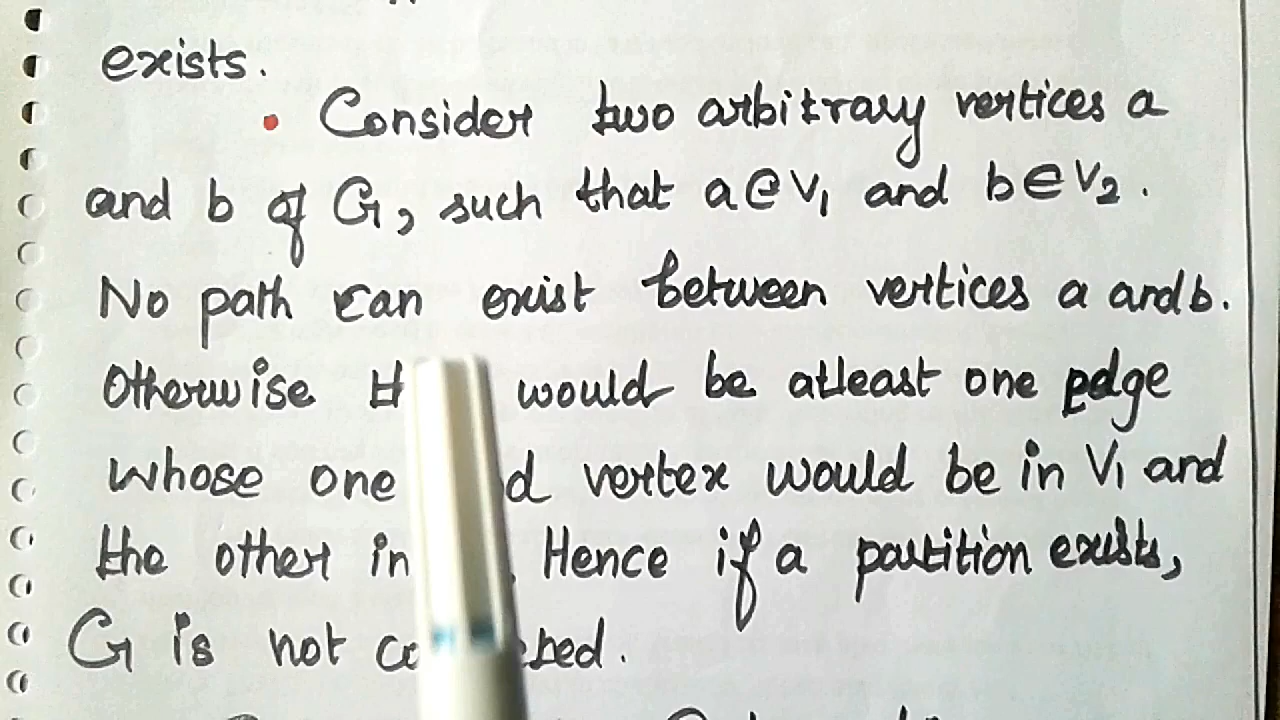 exists.
• Consider two arbitrary vertices a
and b of G, such that a ∈ V₁ and b ∈ V₂.
No path can exist between vertices a and b.
Otherwise would be atleast one edge
whose one vertex would be in V₁ and
the other in Hence if a partition exists,
G is not